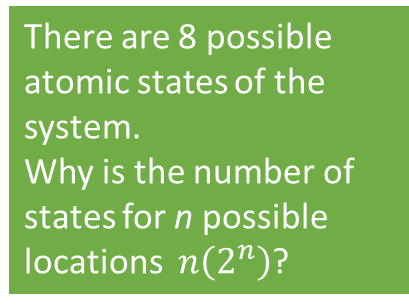 There are 8 possible
atomic states of the
system.
Why is the number of
states for n possible
locations n(2ⁿ)?